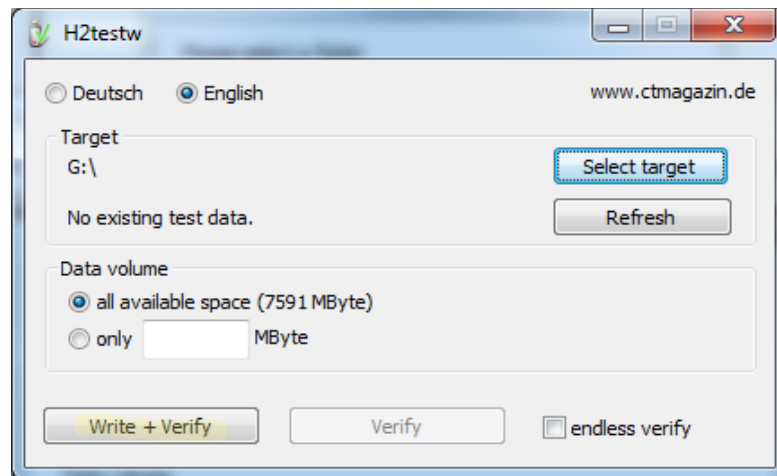 H2testw
Deutsch English www.ctmagazin.de
Target
G:\ Select target
No existing test data. Refresh
Data volume
all available space (7591 MByte)
only MByte
Write + Verify Verify endless verify